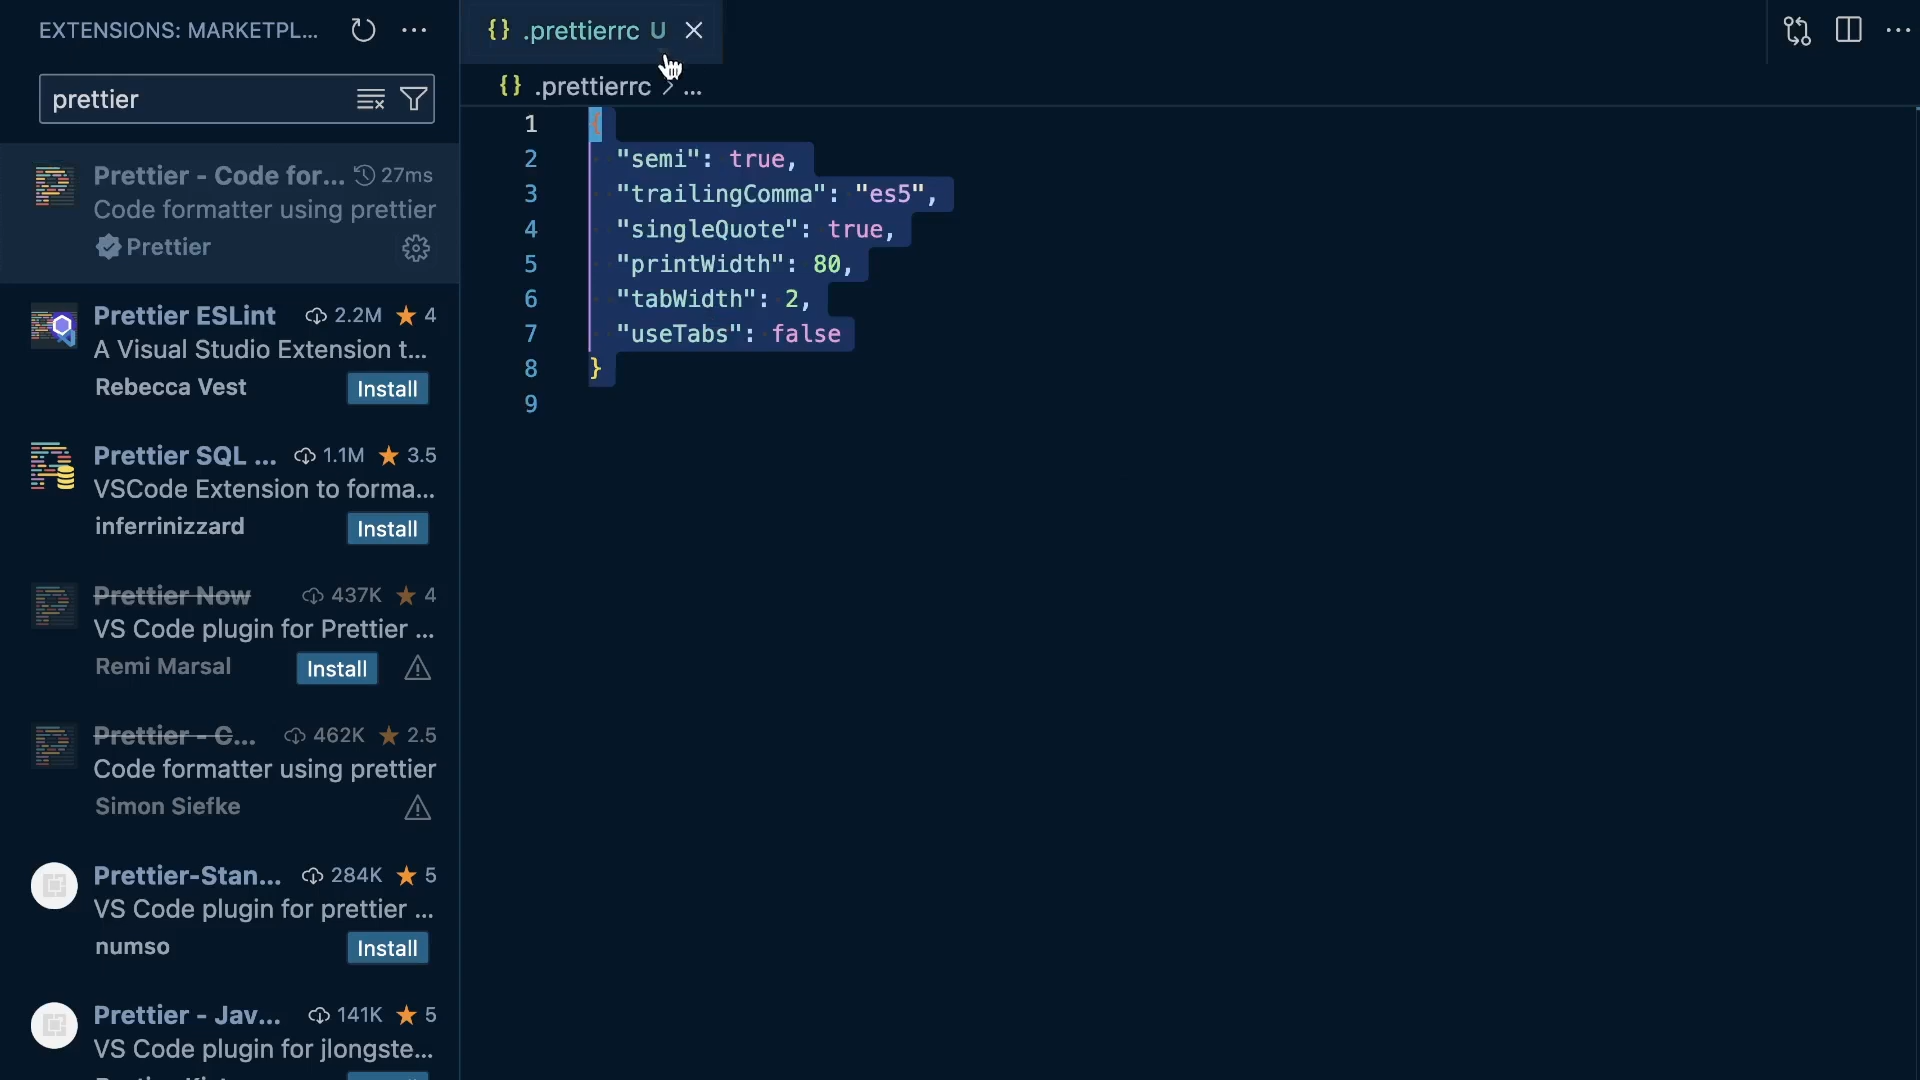 EXTENSIONS: MARKETPL...
prettier
Prettier - Code for... 27ms
Code formatter using prettier
Prettier
Prettier ESLint 2.2M 4
A Visual Studio Extension t...
Rebecca Vest Install
Prettier SQL ... 1.1M 3.5
VSCode Extension to forma...
inferrinizzard Install
Prettier Now 437K 4
VS Code plugin for Prettier ...
Remi Marsal Install
Prettier - C... 462K 2.5
Code formatter using prettier
Simon Siefke
Prettier-Stan... 284K 5
VS Code plugin for prettier ...
numso Install
Prettier - Jav... 141K 5
VS Code plugin for jlongste...
{} .prettierrc U
{} .prettierrc > ...
1 {
2 "semi": true,
3 "trailingComma": "es5",
4 "singleQuote": true,
5 "printWidth": 80,
6 "tabWidth": 2,
7 "useTabs": false
8 }
9